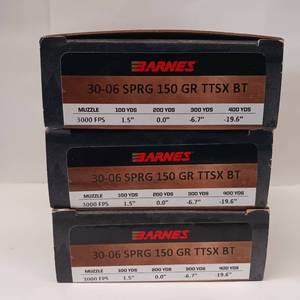 BARNES
30-06 SPRG 150 GR TTSX BT
MUZZLE 100 YDS 200 YDS 300 YDS 400 YDS
3000 FPS 1.5" 0.0" -6.7" -19.6"
BARNES
30-06 SPRG 150 GR TTSX BT
MUZZLE 100 YDS 200 YDS 300 YDS 400 YDS
3000 FPS 1.5" 0.0" -6.7" -19.6"
BARNES
30-06 SPRG 150 GR TTSX BT
MUZZLE 100 YDS 200 YDS 300 YDS 400 YDS
3000 FPS 1.5" 0.0" -6.7" -19.6"